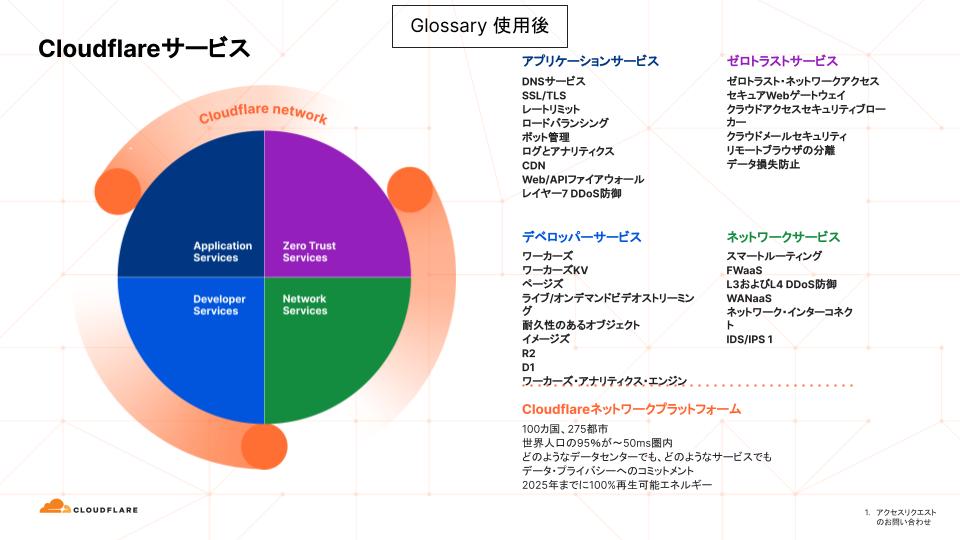 Glossary 使用後
Cloudflareサービス
Cloudflare network
Application
Services
Zero Trust
Services
Developer
Services
Network
Services
アプリケーションサービス
DNSサービス
SSL/TLS
レートリミット
ロードバランシング
ボット管理
ログとアナリティクス
CDN
Web/APIファイアウォール
レイヤー7 DDoS防御
ゼロトラストサービス
ゼロトラスト・ネットワークアクセス
セキュアWebゲートウェイ
クラウドアクセスセキュリティブロー
カー
クラウドメールセキュリティ
リモートブラウザの分離
データ損失防止
デベロッパーサービス
ワーカーズ
ワーカーズKV
ページズ
ライブ/オンデマンドビデオストリーミン
グ
耐久性のあるオブジェクト
イメージズ
R2
D1
ワーカーズ・アナリティクス・エンジン
ネットワークサービス
スマートルーティング
FWaaS
L3およびL4 DDoS防御
WANaaS
ネットワーク・インターコネク
ト
IDS/IPS 1
Cloudflareネットワークプラットフォーム
100カ国、275都市
世界人口の95%が〜50ms圏内
どのようなデータセンターでも、どのようなサービスでも
データ・プライバシーへのコミットメント
2025年までに100%再生可能エネルギー
CLOUDFLARE
1. アクセスリクエスト
のお問い合わせ